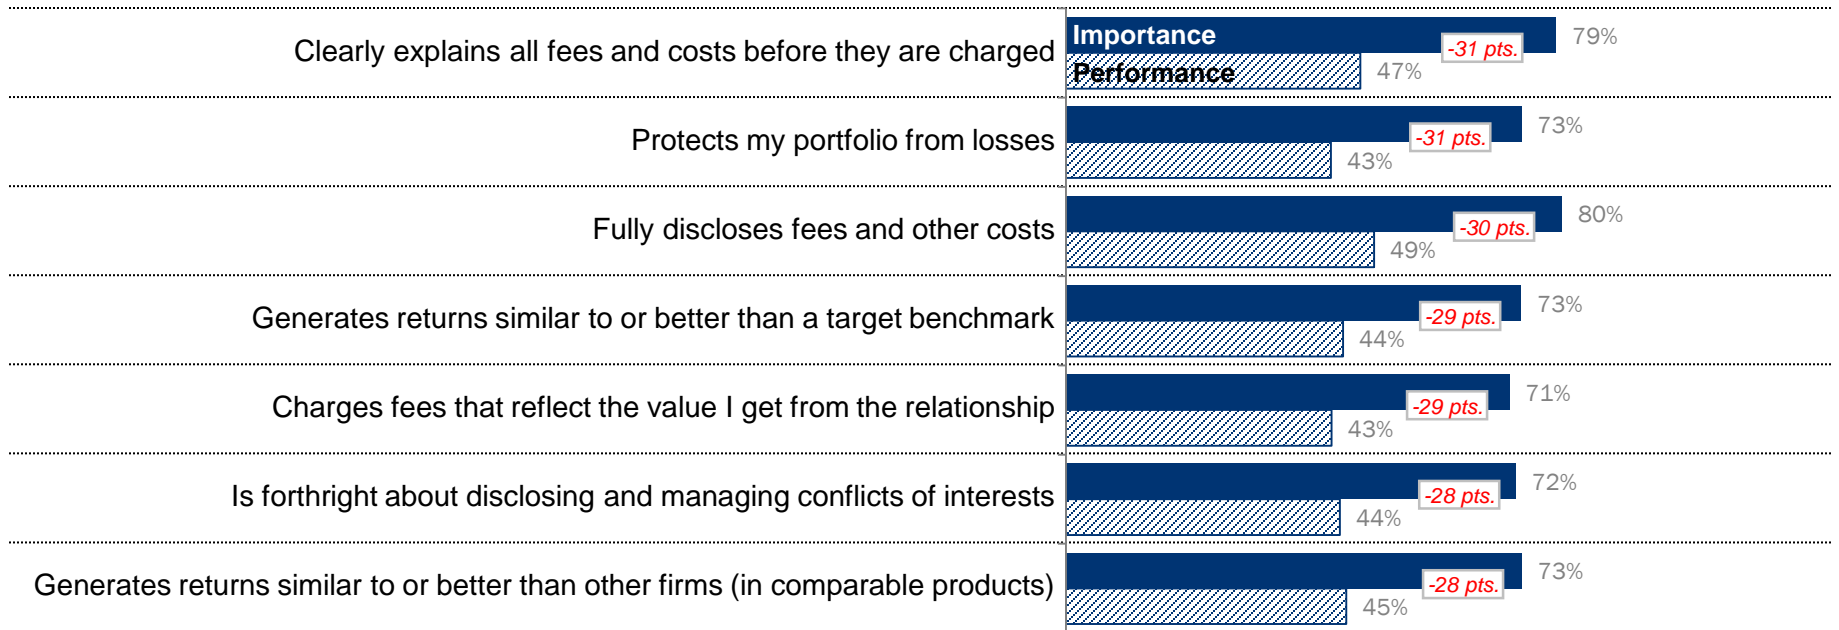 Clearly explains all fees and costs before they are charged
Importance
79%
-31 pts.
Performance
47%
Protects my portfolio from losses
73%
-31 pts.
43%
Fully discloses fees and other costs
80%
-30 pts.
49%
Generates returns similar to or better than a target benchmark
73%
-29 pts.
44%
Charges fees that reflect the value I get from the relationship
71%
-29 pts.
43%
Is forthright about disclosing and managing conflicts of interests
72%
-28 pts.
44%
Generates returns similar to or better than other firms (in comparable products)
73%
-28 pts.
45%